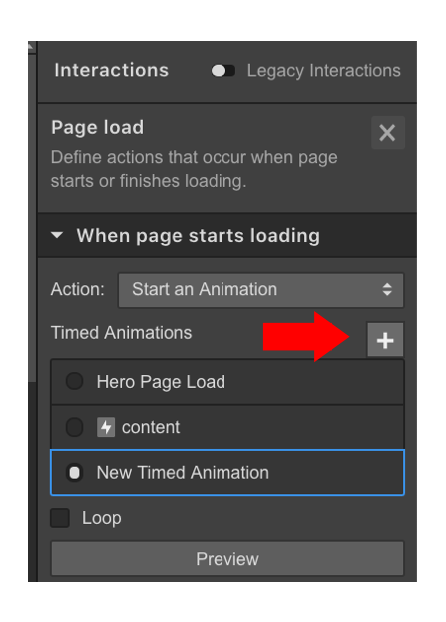 Interactions
Legacy Interactions
Page load
Define actions that occur when page
starts or finishes loading.
When page starts loading
Action:
Start an Animation
Timed Animations
Hero Page Load
content
New Timed Animation
Loop
Preview